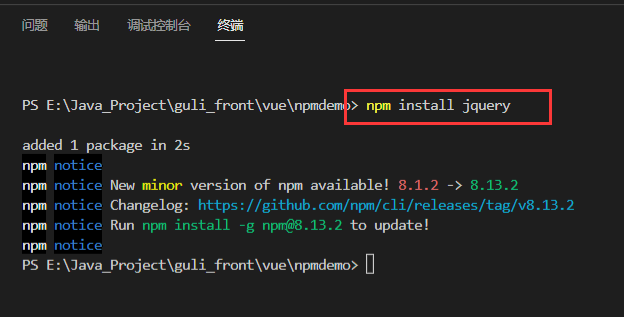 问题 输出 调试控制台 终端
PS E:\Java_Project\guli_front\vue\npmdemo> npm install jquery
added 1 package in 2s
npm notice
npm notice New minor version of npm available! 8.1.2 -> 8.13.2
npm notice Changelog: https://github.com/npm/cli/releases/tag/v8.13.2
npm notice Run npm install -g npm@8.13.2 to update!
npm notice
PS E:\Java_Project\guli_front\vue\npmdemo>